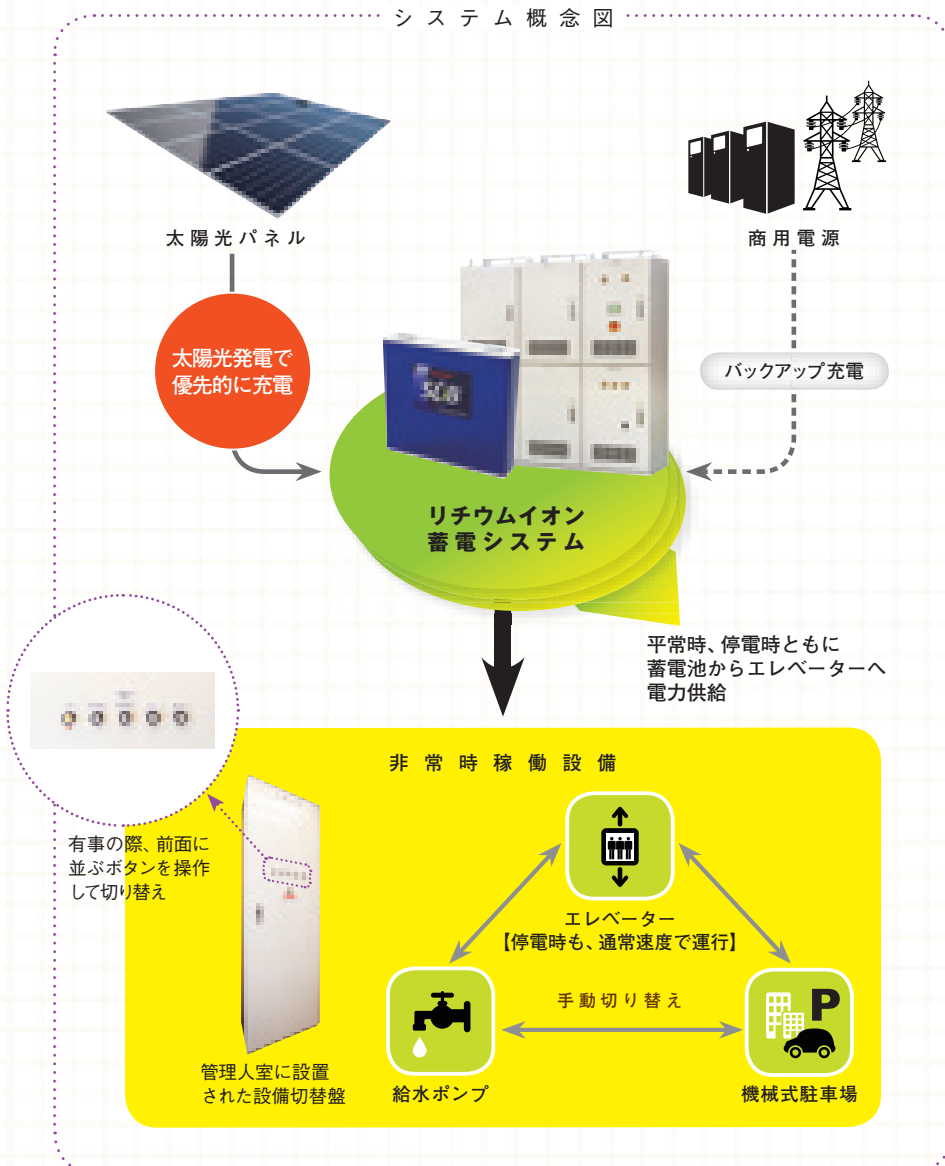 システム概念図
太陽光パネル
商用電源
太陽光発電で
優先的に充電
バックアップ充電
リチウムイオン
蓄電システム
平常時、停電時ともに
蓄電池からエレベーターへ
電力供給
非常時稼働設備
有事の際、前面に
並ぶボタンを操作
して切り替え
エレベーター
【停電時も、通常速度で運行】
手動切り替え
P
管理人室に設置
された設備切替盤
給水ポンプ
機械式駐車場